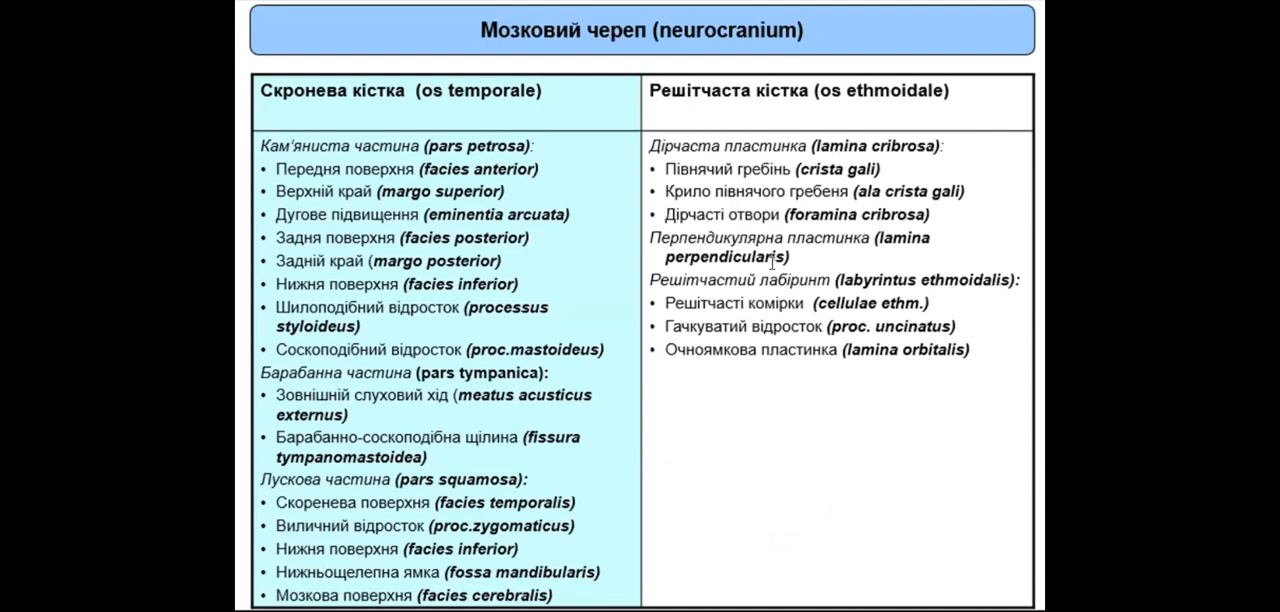 Мозковий череп (neurocranium)
Скронева кістка (os temporale)
Кам'яниста частина (pars petrosa):
• Передня поверхня (facies anterior)
• Верхній край (margo superior)
• Дугове підвищення (eminentia arcuata)
• Задня поверхня (facies posterior)
• Задній край (margo posterior)
• Нижня поверхня (facies inferior)
• Шилоподібний відросток (processus
styloideus)
• Соскоподібний відросток (proc.mastoideus)
Барабанна частина (pars tympanica):
• Зовнішній слуховий хід (meatus acusticus
externus)
• Барабанно-соскоподібна щілина (fissura
tympanomastoidea)
Лускова частина (pars squamosa):
• Скоренева поверхня (facies temporalis)
• Виличний відросток (proc.zygomaticus)
• Нижня поверхня (facies inferior)
• Нижньощелепна ямка (fossa mandibularis)
• Мозкова поверхня (facies cerebralis)
Решітчаста кістка (os ethmoidale)
Дірчаста пластинка (lamina cribrosa):
• Півнячий гребінь (crista gali)
• Крило півнячого гребеня (ala crista gali)
• Дірчасті отвори (foramina cribrosa)
Перпендикулярна пластинка (lamina
perpendicularis)
Решітчастий лабіринт (labyrintus ethmoidalis):
• Решітчасті комірки (cellulae ethm.)
• Гачкуватий відросток (proc. uncinatus)
• Очноямкова пластинка (lamina orbitalis)